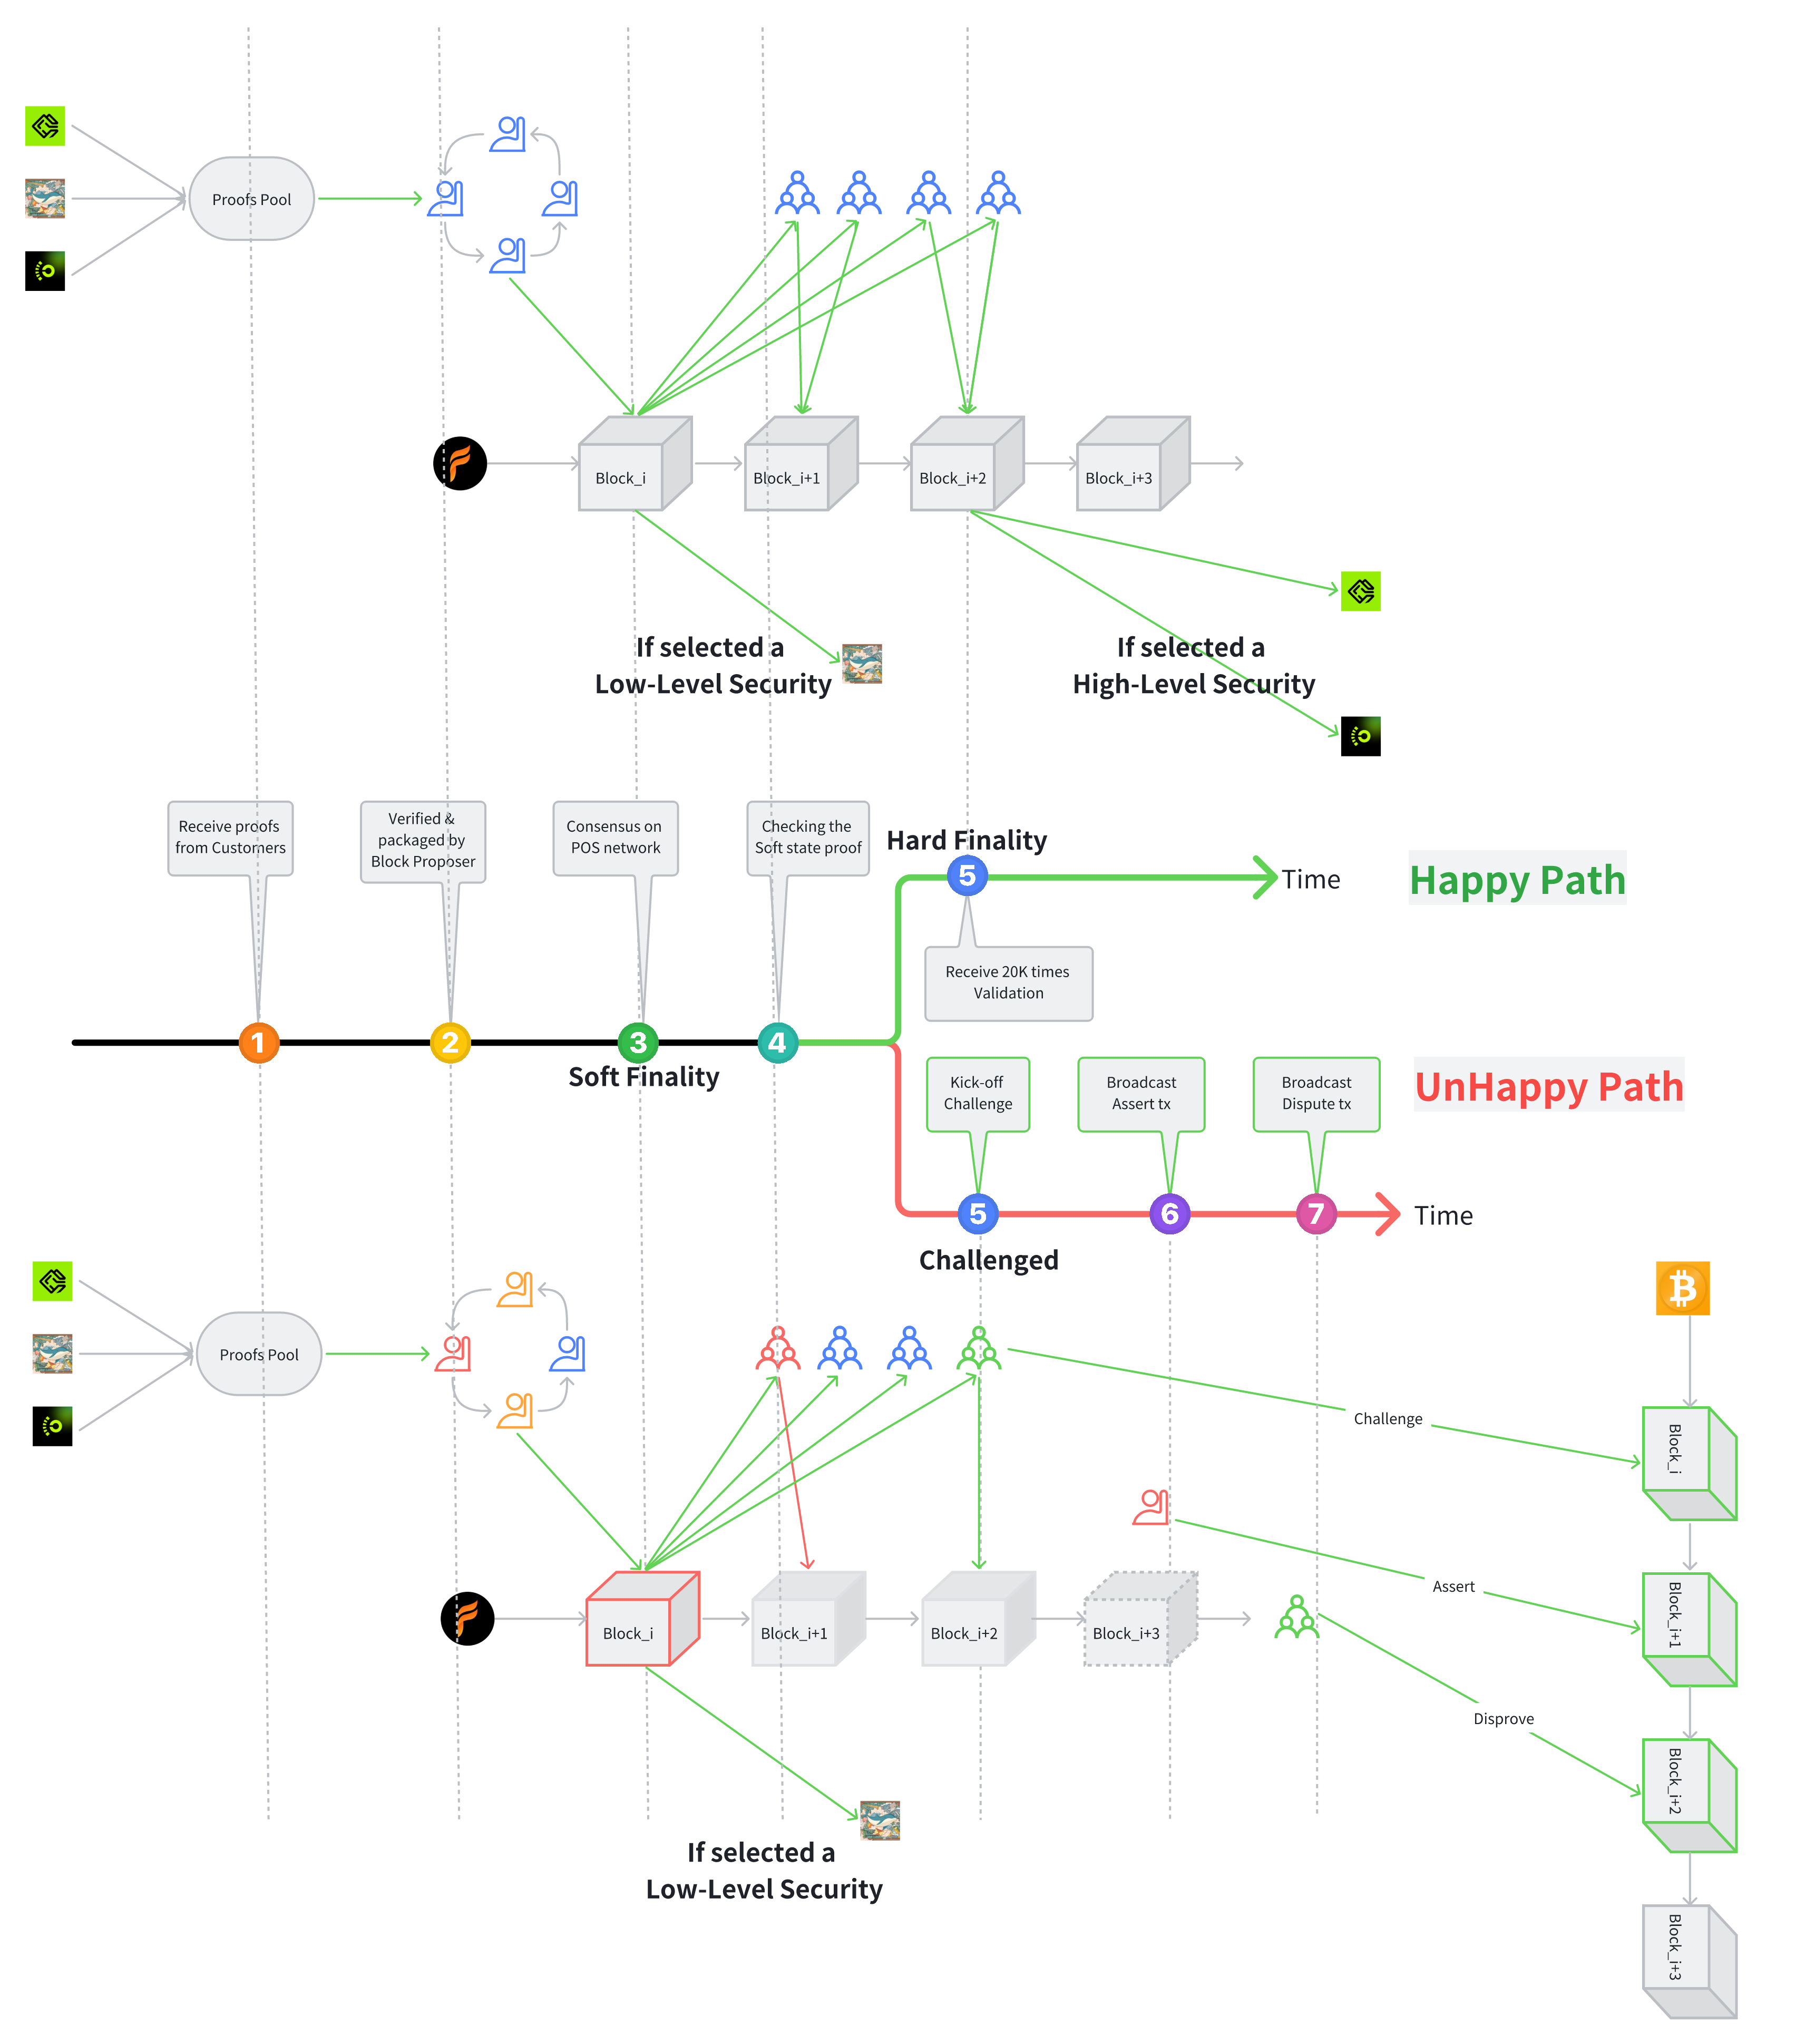 Proofs Pool
Block_i
Block_i+1
Block_i+2
Block_i+3
If selected a
Low-Level Security
If selected a
High-Level Security
Receive proofs
from Customers
Verified &
packaged by
Block Proposer
Consensus on
POS network
Checking the
Soft state proof
Hard Finality
5
Time
Happy Path
Receive 20K times
Validation
1
2
3
4
Soft Finality
Kick-off
Challenge
Broadcast
Assert tx
Broadcast
Dispute tx
UnHappy Path
5
6
7
Time
Challenged
Proofs Pool
Challenge
Block_i
Assert
Block_i
Block_i+1
Block_i+2
Block_i+3
Block_i+1
Disprove
Block_i+2
If selected a
Low-Level Security
Block_i+3